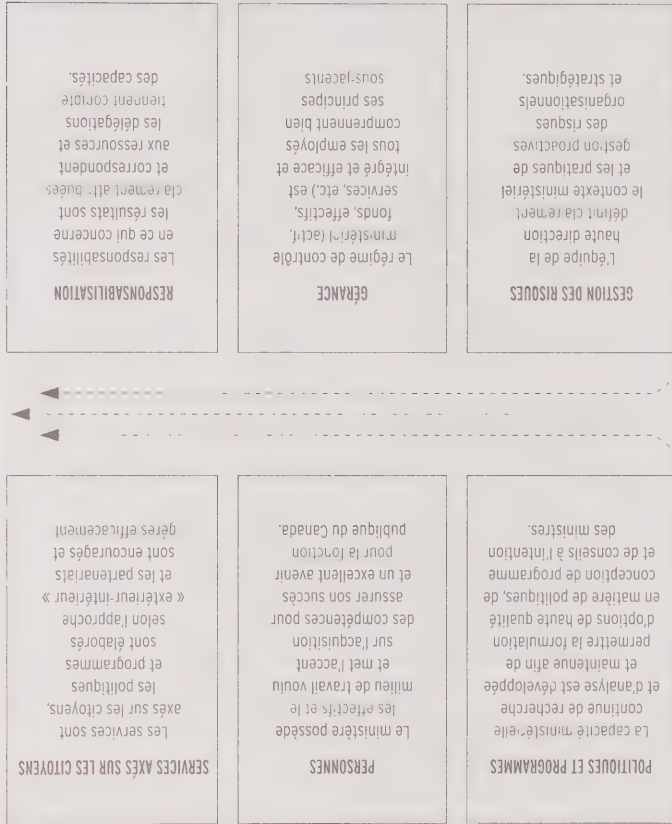 POLITIQUES ET PROGRAMMES
La capacité ministérielle
continue de recherche
et d'analyse est développée
et maintenue afin de
permettre la formulation
d'options de haute qualité
en matière de politiques, de
conception de programme
et de conseils à l'intention
des ministres.
PERSONNES
Le ministère possède
les effectifs et le
milieu de travail voulu
et met l'accent
sur l'acquisition
des compétences pour
assurer son succès
et un excellent avenir
pour la fonction
publique du Canada.
SERVICES AXÉS SUR LES CITOYENS
Les services sont
axés sur les citoyens,
les politiques
et programmes
sont élaborés
selon l'approche
« extérieur-intérieur »
et les partenariats
sont encouragés et
gérés efficacement
GESTION DES RISQUES
L'équipe de la
haute direction
définit clairement
le contexte ministériel
et les pratiques de
gestion proactives
des risques
organisationnels
et stratégiques.
GÉRANCE
Le régime de contrôle
ministériel (actif,
fonds, effectifs,
services, etc.) est
intégré et efficace et
tous les employés
comprennent bien
ses principes
sous-jacents
RESPONSABILISATION
Les responsabilités
en ce qui concerne
les résultats sont
clairement attribuées
et correspondent
aux ressources et
les délégations
tiennent compte
des capacités.